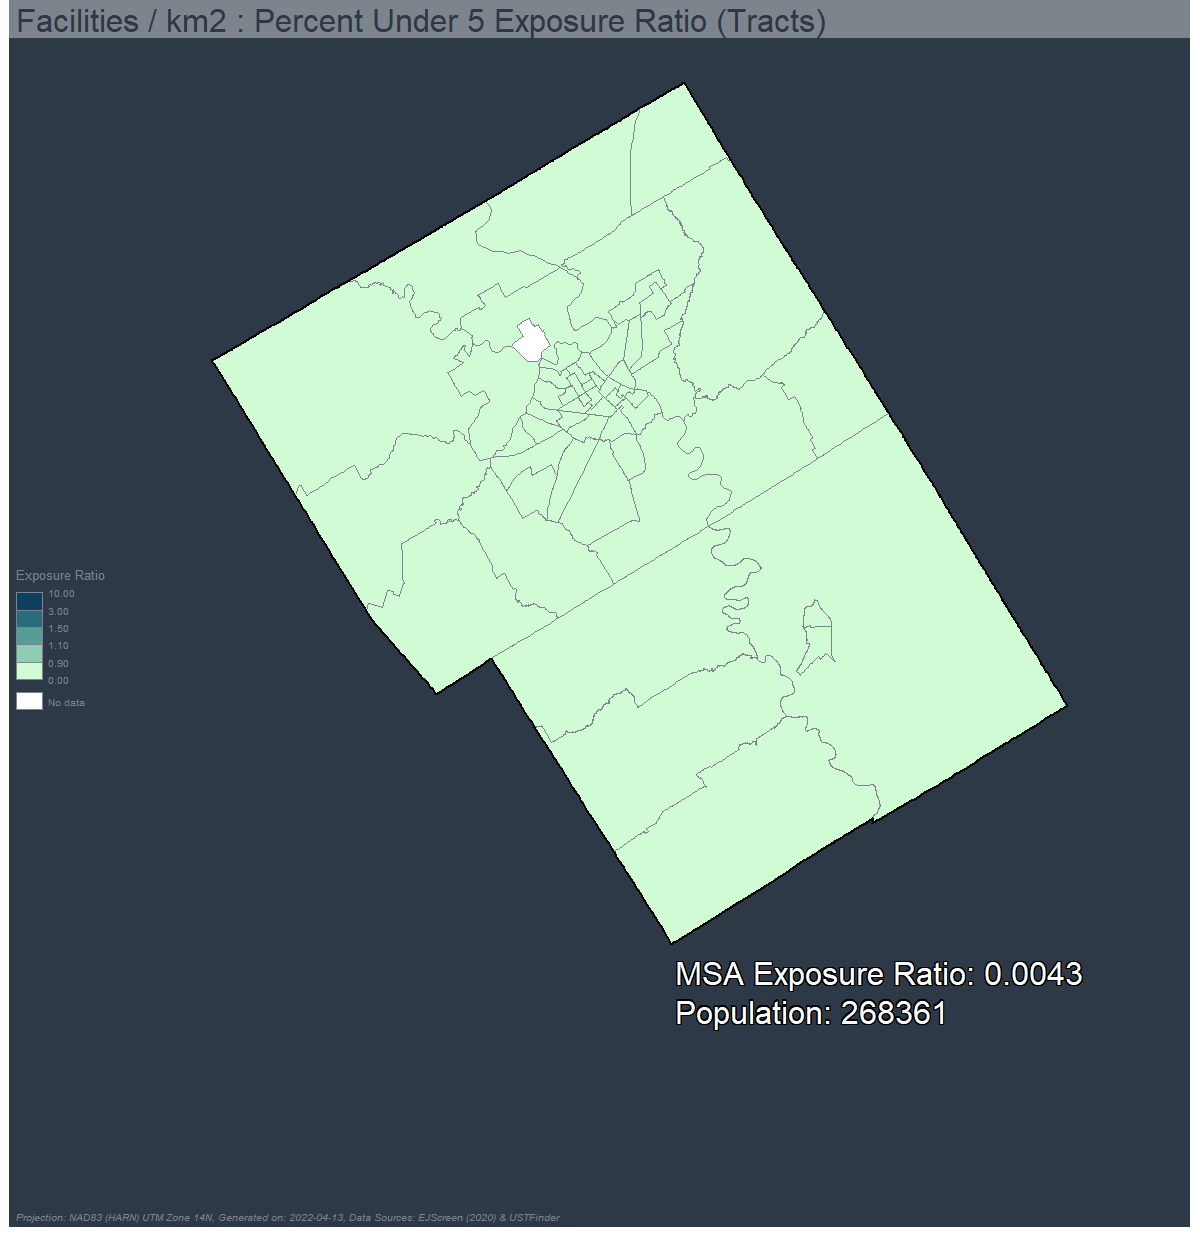 Facilities / km2 : Percent Under 5 Exposure Ratio (Tracts)
Exposure Ratio
10.00
3.00
1.50
1.10
0.90
0.00
No data
MSA Exposure Ratio: 0.0043
Population: 268361
Projection: NAD83 (HARN) UTM Zone 14N, Generated on: 2022-04-13, Data Sources: EJScreen (2020) & USTFinder